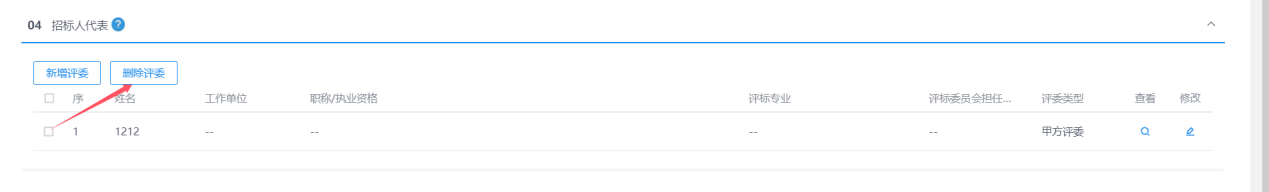 04 招标人代表 ?
新增评委 删除评委
序 姓名 工作单位 职称/执业资格 评标专业 评标委员会担任... 评委类型 查看 修改
1 1212 -- -- -- -- 甲方评委